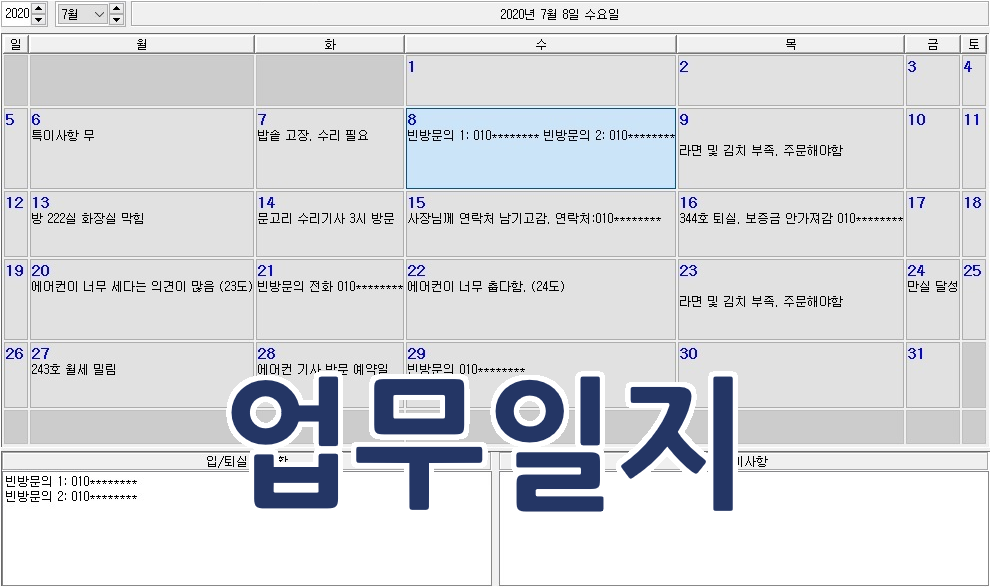 2020 7월 2020년 7월 8일 수요일
일 월 화 수 목 금 토
1 2 3 4
5 6 7 8 9 10 11
특이사항 무 밥솥 고장, 수리 필요 빈방문의 1: 010******** 빈방문의 2: 010********
라면 및 김치 부족, 주문해야함
12 13 14 15 16 17 18
방 222실 화장실 막힘 문고리 수리기사 3시 방문 사장님께 연락처 남기고감, 연락처:010******** 344호 퇴실, 보증금 안가져감 010********
19 20 21 22 23 24 25
에어컨이 너무 세다는 의견이 많음 (23도) 빈방문의 전화 010******** 에어컨이 너무 춥다함, (24도) 만실 달성
라면 및 김치 부족, 주문해야함
26 27 28 29 30 31
243호 월세 밀림 에어컨 기사 방문 예약일 빈방문의 010********
업무일지
입/퇴실
빈방문의 1: 010********
빈방문의 2: 010********